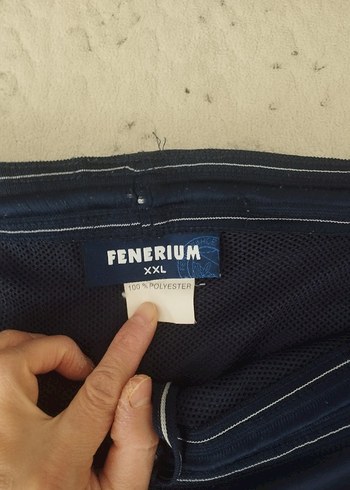 FENERIUM
XXL
100 % POLYESTER